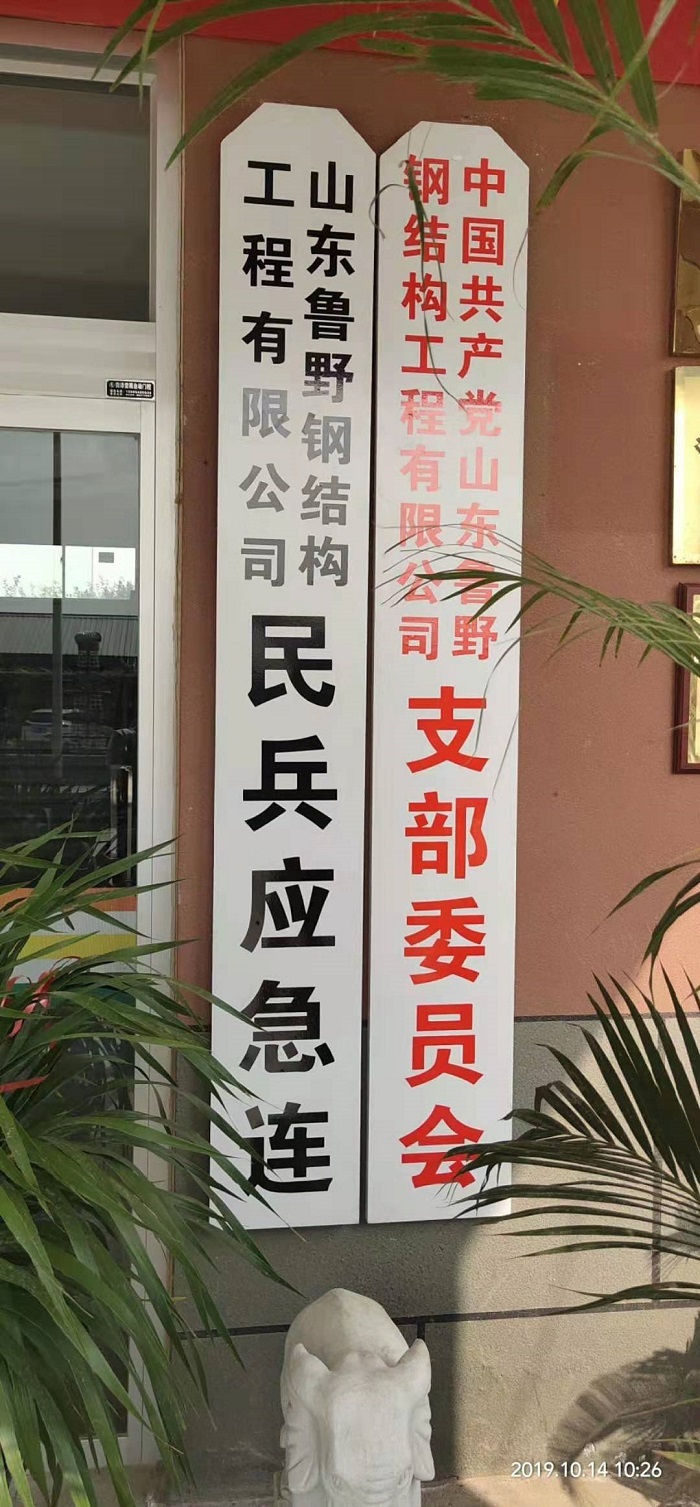 中国共产党山东鲁野
钢结构工程有限公司
支部委员会
山东鲁野钢结构
工程有限公司
民兵应急连
2019.10.14 10:26